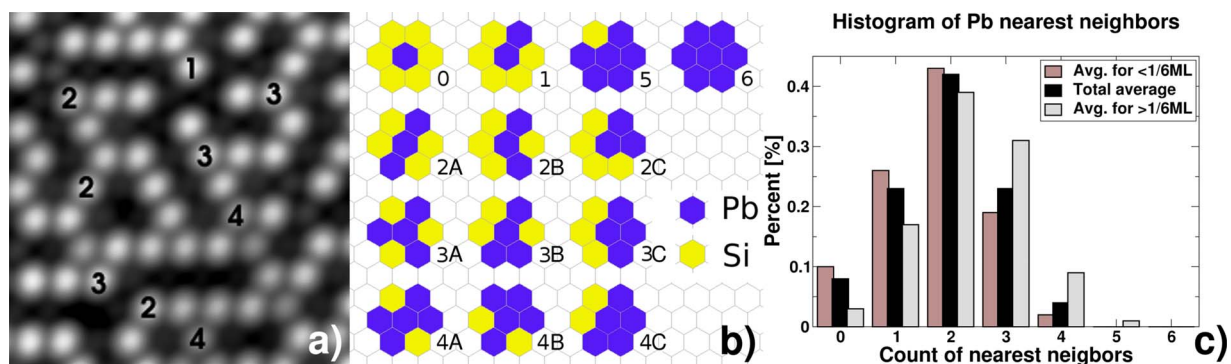 1
2
3
3
2
4
3
2
4
a)
b)
0
1
5
6
2A
2B
2C
Pb
3A
3B
3C
Si
4A
4B
4C
Histogram of Pb nearest neighbors
Avg. for <1/6ML
Total average
Avg. for >1/6ML
Percent [%]
0.4
0.3
0.2
0.1
0
0 1 2 3 4 5 6
Count of nearest neigbors
c)